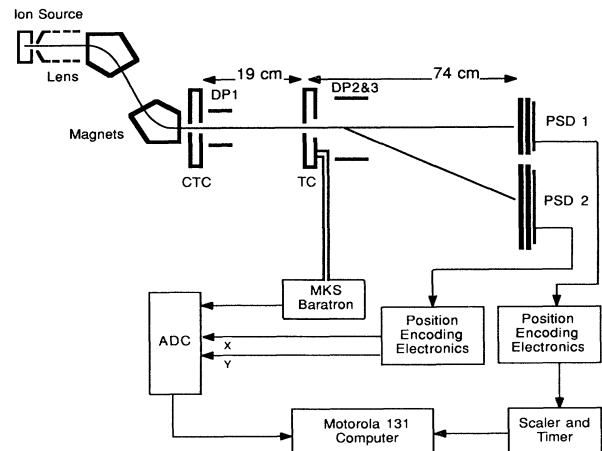 Ion Source
Lens
Magnets
19 cm
74 cm
DP1
DP2&3
CTC
TC
PSD 1
PSD 2
MKS
Baratron
ADC
X
Y
Position
Encoding
Electronics
Position
Encoding
Electronics
Motorola 131
Computer
Scaler and
Timer